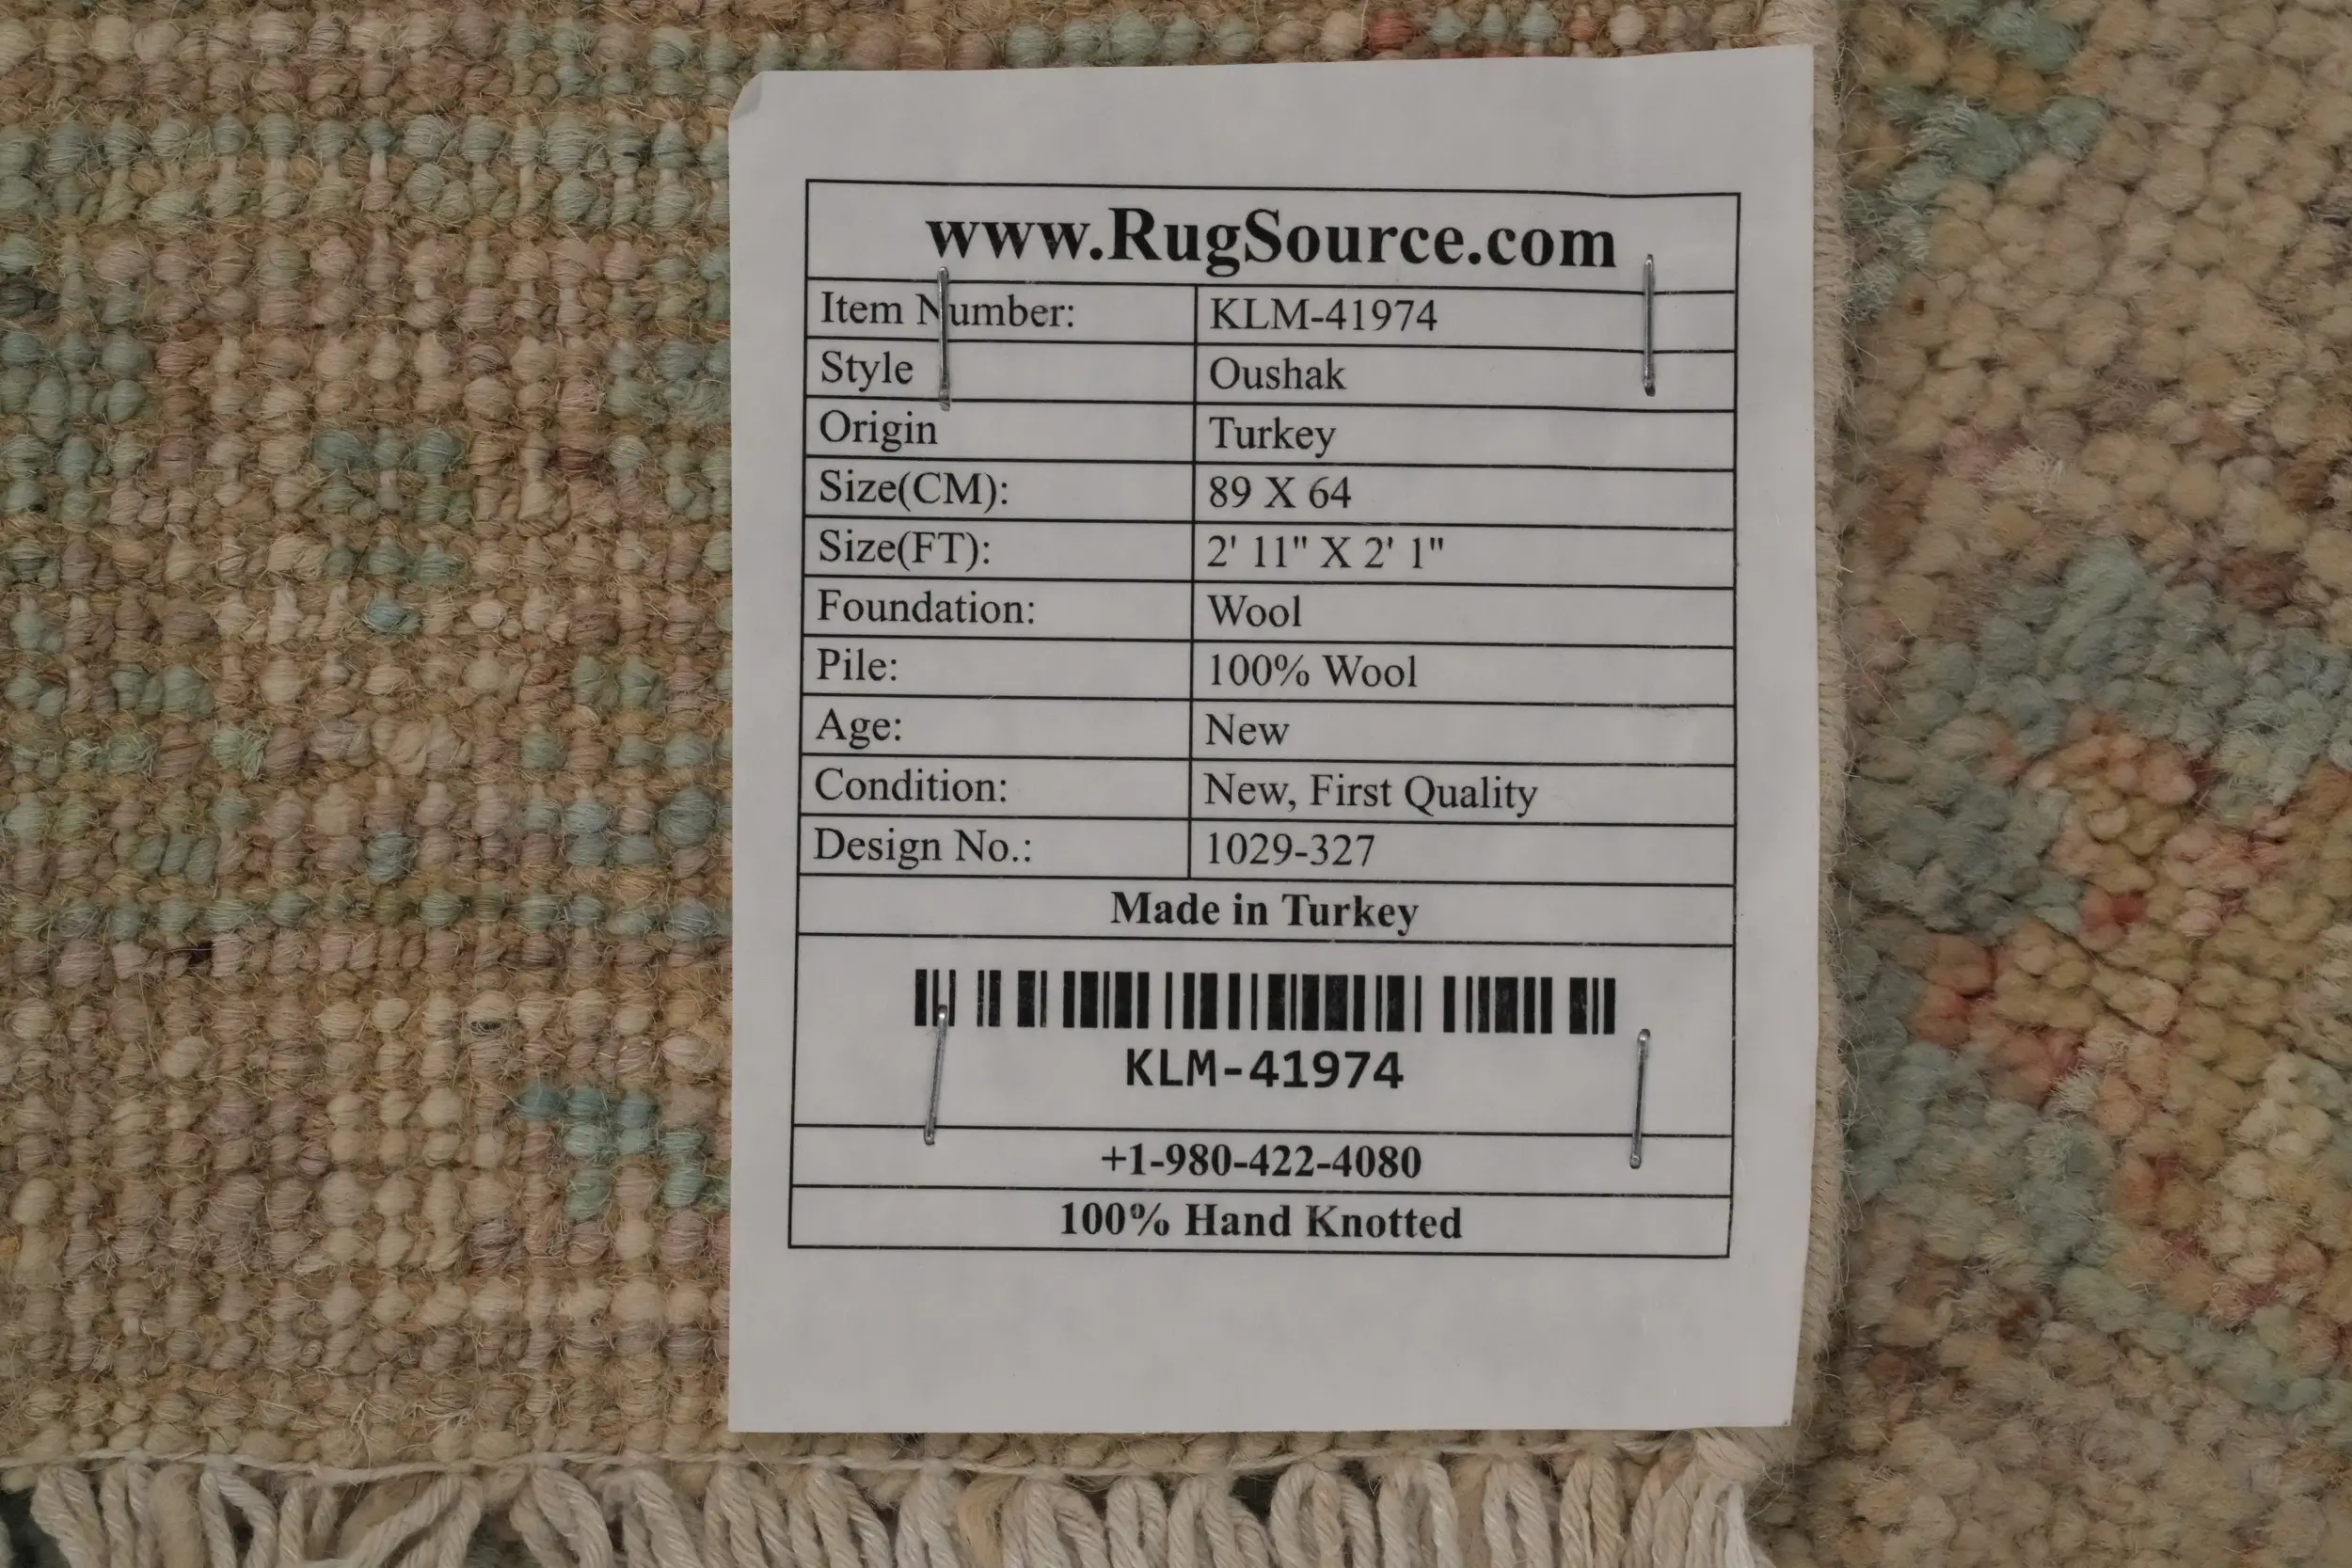 www.RugSource.com
Item Number: KLM-41974
Style Oushak
Origin Turkey
Size(CM): 89 X 64
Size(FT): 2' 11" X 2' 1"
Foundation: Wool
Pile: 100% Wool
Age: New
Condition: New, First Quality
Design No.: 1029-327
Made in Turkey
KLM-41974
+1-980-422-4080
100% Hand Knotted